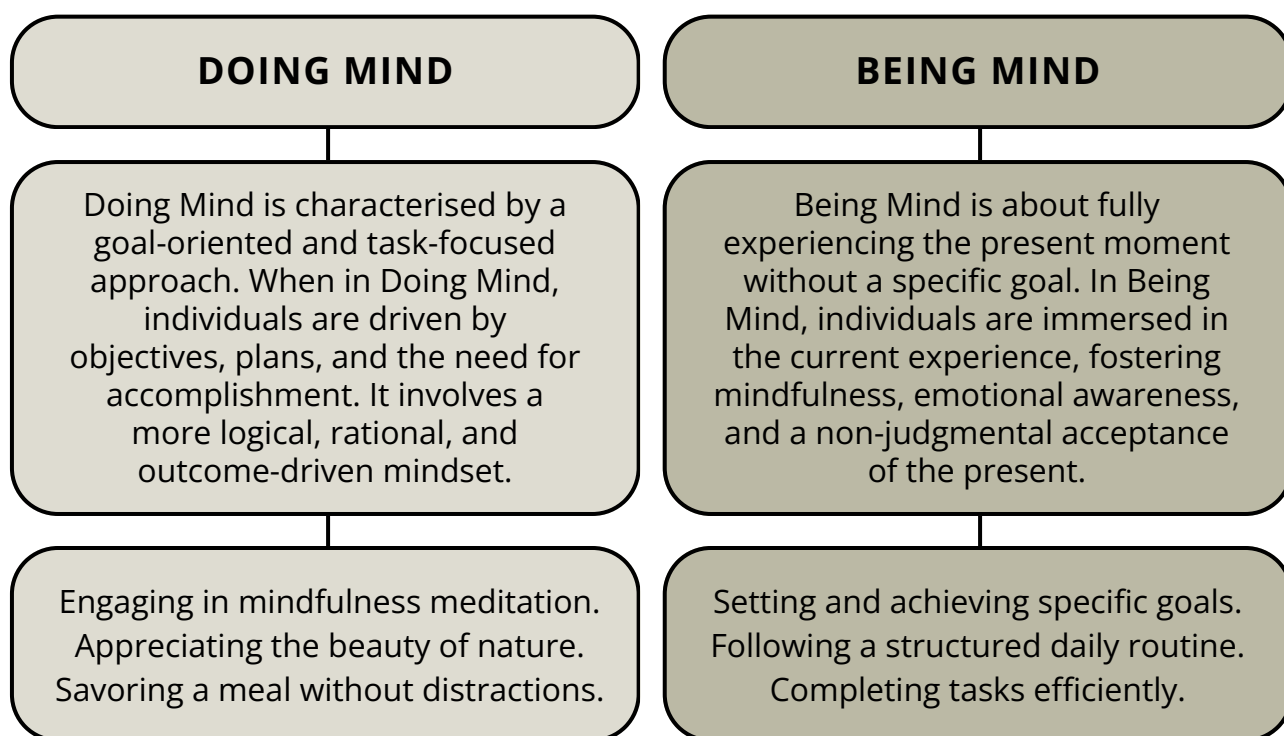 DOING MIND
Doing Mind is characterised by a
goal-oriented and task-focused
approach. When in Doing Mind,
individuals are driven by
objectives, plans, and the need for
accomplishment. It involves a
more logical, rational, and
outcome-driven mindset.
Engaging in mindfulness meditation.
Appreciating the beauty of nature.
Savoring a meal without distractions.
BEING MIND
Being Mind is about fully
experiencing the present moment
without a specific goal. In Being
Mind, individuals are immersed in
the current experience, fostering
mindfulness, emotional awareness,
and a non-judgmental acceptance
of the present.
Setting and achieving specific goals.
Following a structured daily routine.
Completing tasks efficiently.